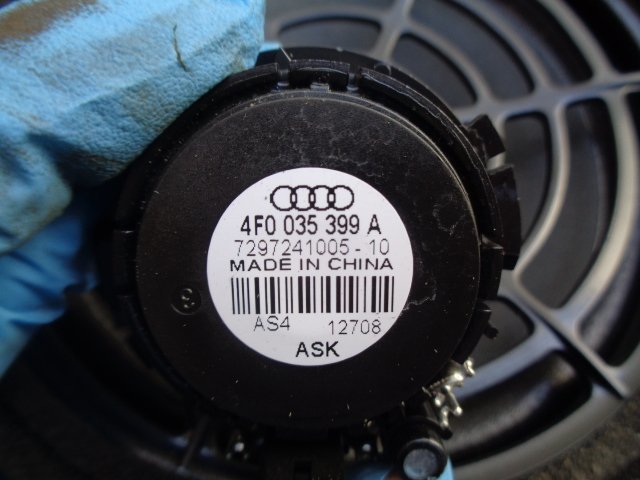 4F0 035 399 A
7297241005 - 10
MADE IN CHINA
AS4 12708
ASK